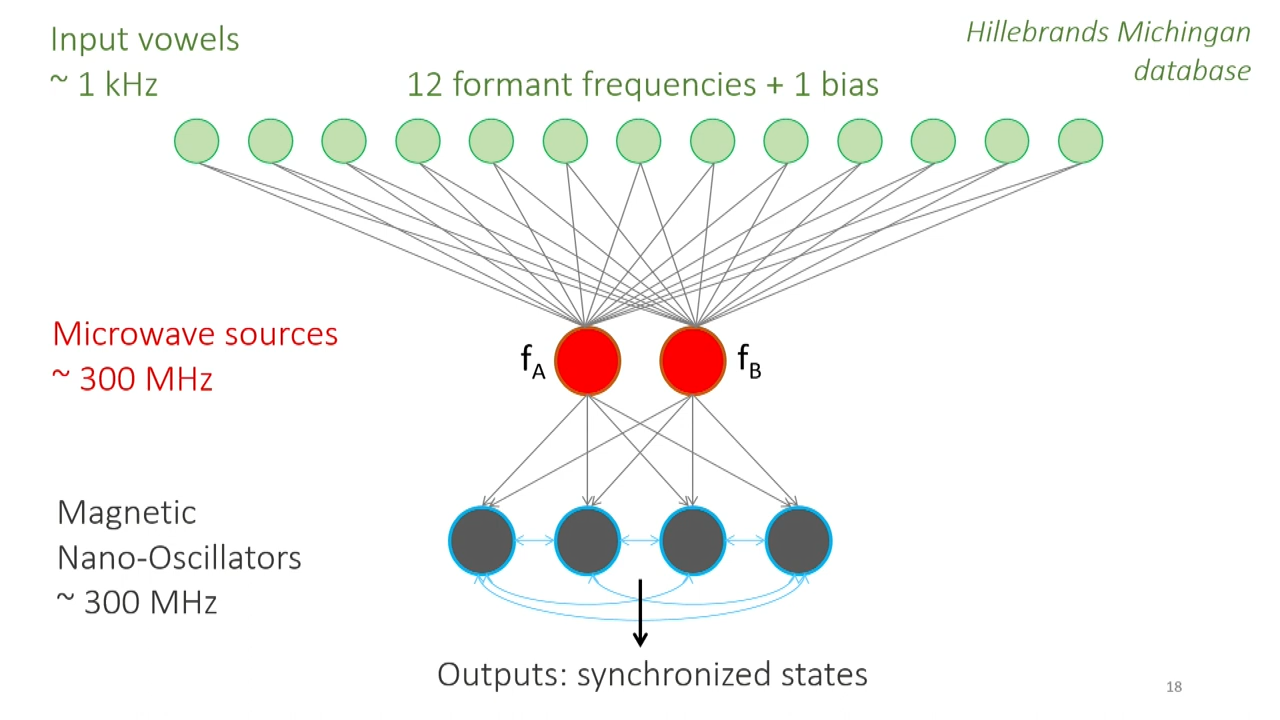 Input vowels
~ 1 kHz
12 formant frequencies + 1 bias
Hillebrands Michingan
database
Microwave sources
~ 300 MHz
fA
fB
Magnetic
Nano-Oscillators
~ 300 MHz
Outputs: synchronized states
18